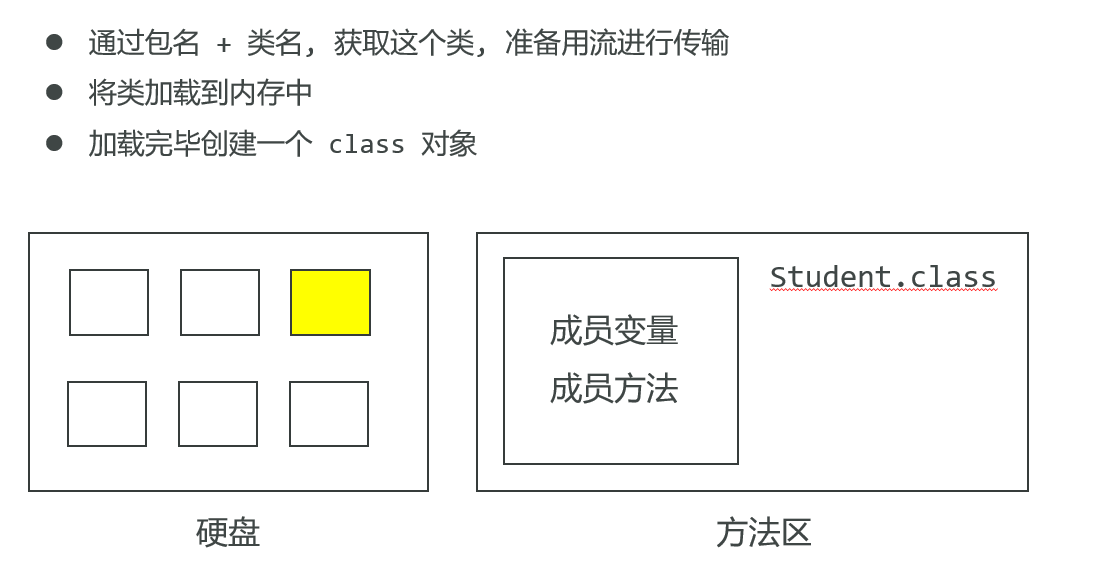 通过包名 + 类名, 获取这个类, 准备用流进行传输
将类加载到内存中
加载完毕创建一个 class 对象
Student.class
成员变量
成员方法
硬盘
方法区